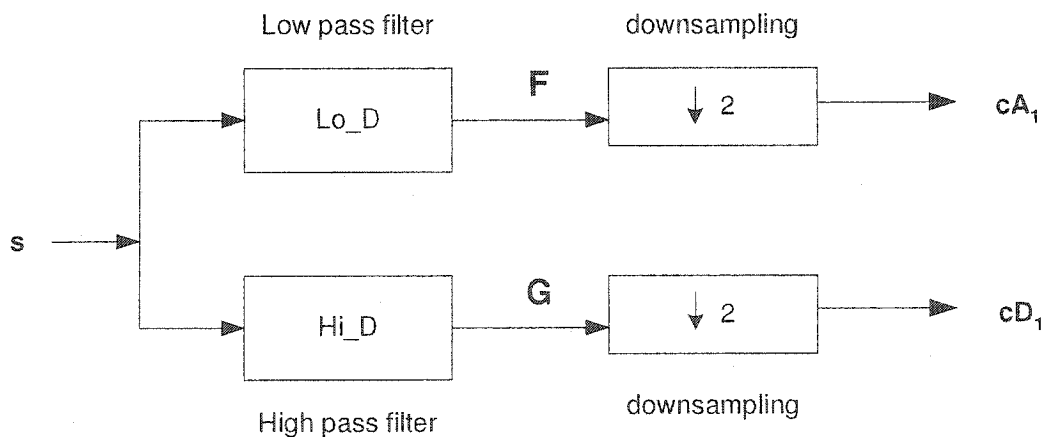 Low pass filter
downsampling
Lo_D
F
↓ 2
cA₁
s
Hi_D
G
↓ 2
cD₁
High pass filter
downsampling